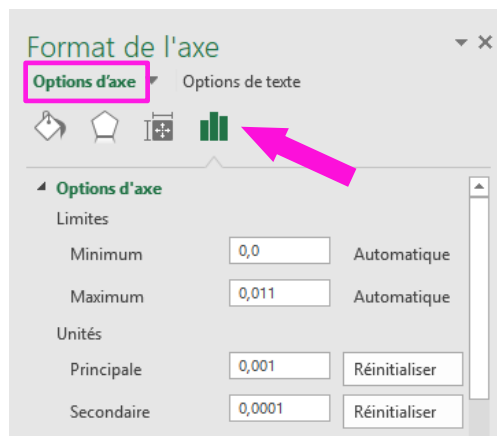 Format de l'axe
Options d'axe Options de texte
Options d'axe
Limites
Minimum 0,0 Automatique
Maximum 0,011 Automatique
Unités
Principale 0,001 Réinitialiser
Secondaire 0,0001 Réinitialiser